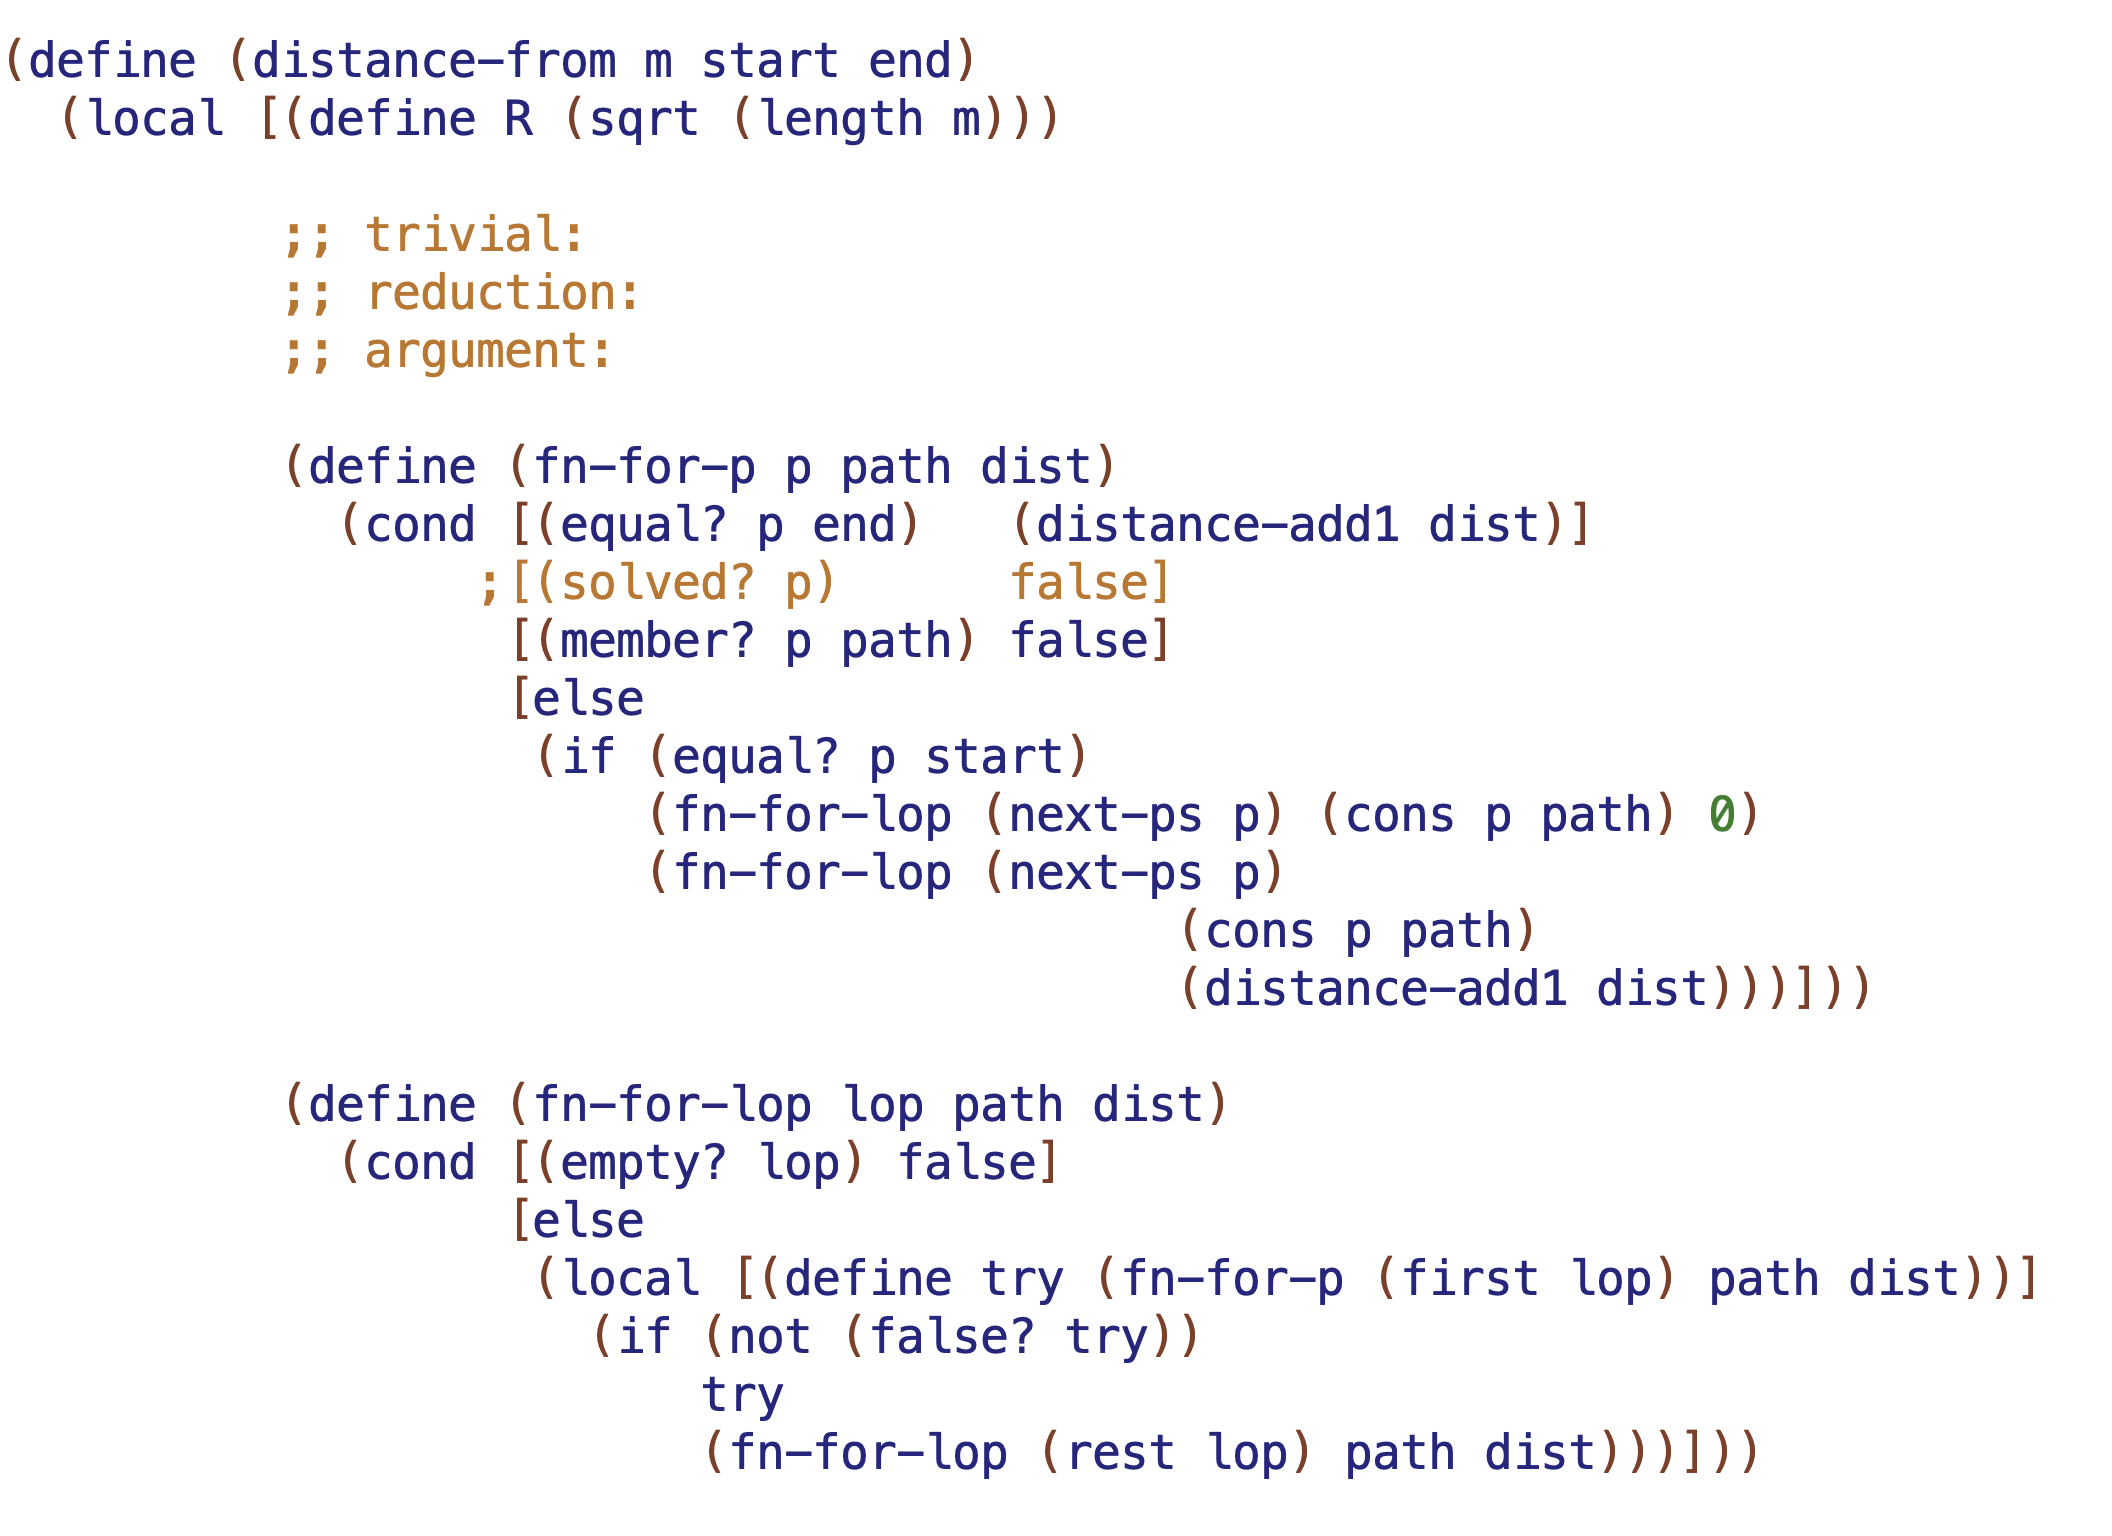 (define (distance-from m start end)
  (local [(define R (sqrt (length m)))
          ;; trivial:
          ;; reduction:
          ;; argument:
          (define (fn-for-p p path dist)
            (cond [(equal? p end)   (distance-add1 dist)]
                 ;[(solved? p)      false]
                  [(member? p path) false]
                  [else
                   (if (equal? p start)
                       (fn-for-lop (next-ps p) (cons p path) 0)
                       (fn-for-lop (next-ps p)
                                          (cons p path)
                                          (distance-add1 dist)))]))
          (define (fn-for-lop lop path dist)
            (cond [(empty? lop) false]
                  [else
                   (local [(define try (fn-for-p (first lop) path dist))]
                     (if (not (false? try))
                         try
                         (fn-for-lop (rest lop) path dist)))]))